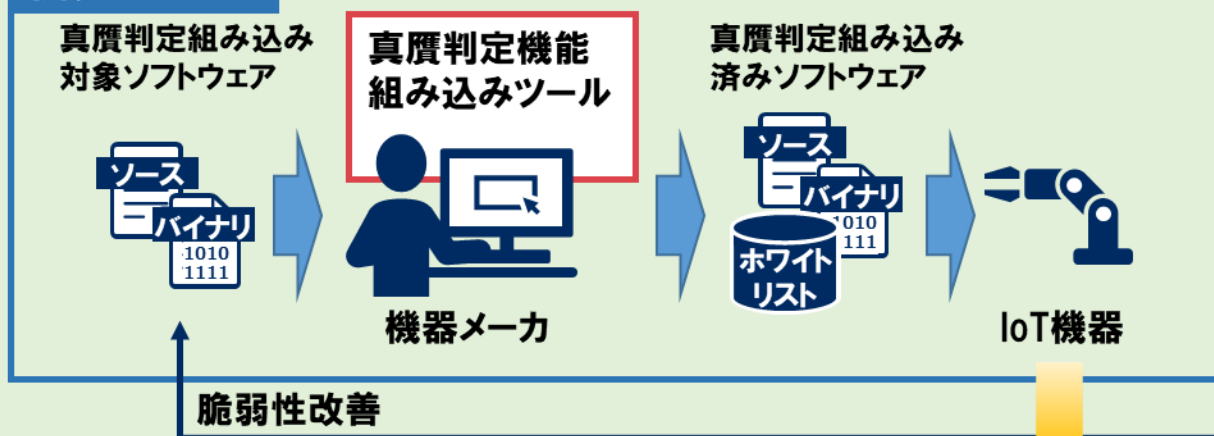 真贋判定組み込み
対象ソフトウェア
真贋判定機能
組み込みツール
真贋判定組み込み
済みソフトウェア
ソース
バイナリ
1010
1111
ソース
バイナリ
1010
1111
ホワイト
リスト
機器メーカ
IoT機器
脆弱性改善